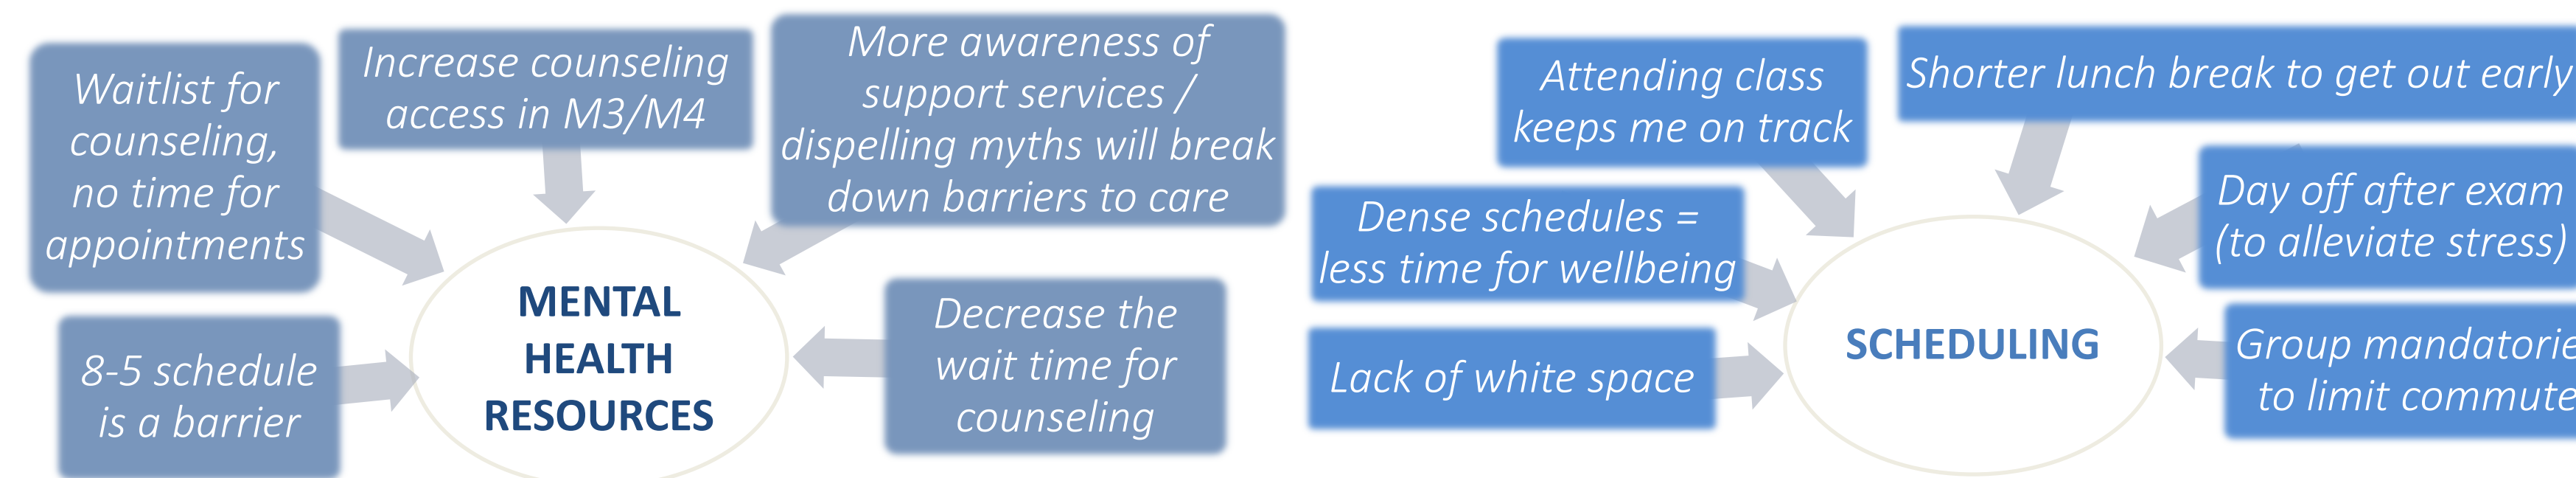 Waitlist for
counseling,
no time for
appointments
Increase counseling
access in M3/M4
More awareness of
support services /
dispelling myths will break
down barriers to care
8-5 schedule
is a barrier
MENTAL
HEALTH
RESOURCES
Decrease the
wait time for
counseling
Attending class
keeps me on track
Shorter lunch break to get out early
Dense schedules =
less time for wellbeing
Day off after exam
(to alleviate stress)
Lack of white space
SCHEDULING
Group mandatorie
to limit commute